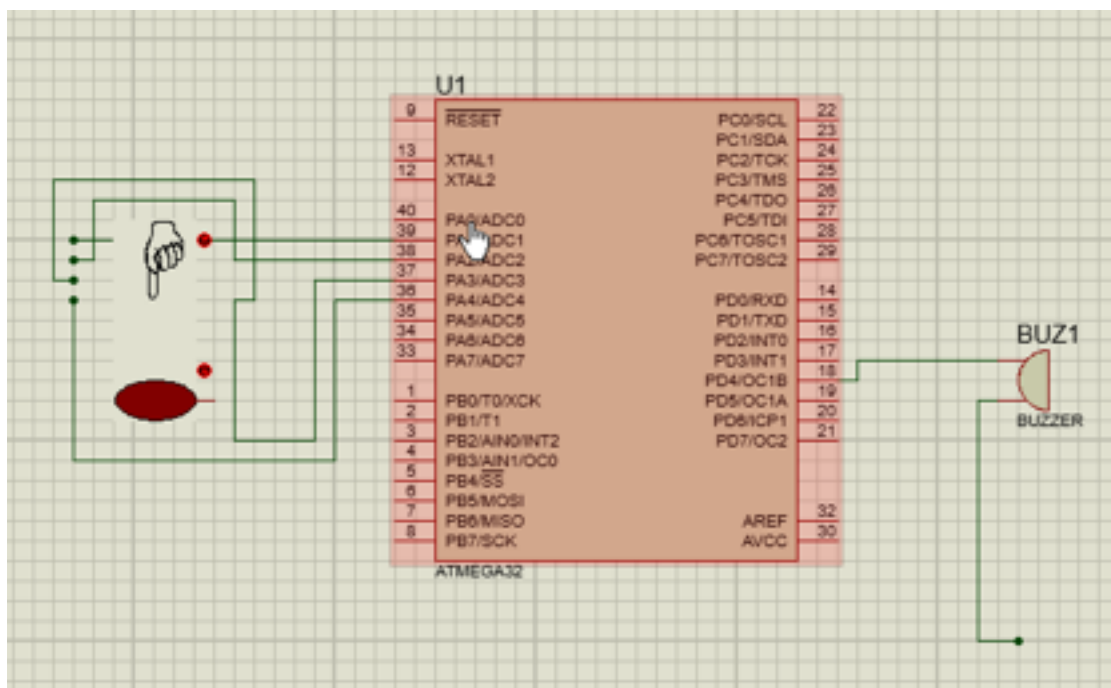 U1
9 RESET PC0/SCL 22
PC1/SDA 23
13 XTAL1 PC2/TCK 24
12 XTAL2 PC3/TMS 25
PC4/TDO 26
40 PA0/ADC0 PC5/TDI 27
39 ADC1 PC6/TOSC1 28
38 PA2/ADC2 PC7/TOSC2 29
37 PA3/ADC3
36 PA4/ADC4 PD0/RXD 14
35 PA5/ADC5 PD1/TXD 15
34 PA6/ADC6 PD2/INT0 16
33 PA7/ADC7 PD3/INT1 17
PD4/OC1B 18
1 PB0/T0/XCK PD5/OC1A 19
2 PB1/T1 PD6/ICP1 20
3 PB2/AIN0/INT2 PD7/OC2 21
4 PB3/AIN1/OC0
5 PB4/SS
6 PB5/MOSI
7 PB6/MISO AREF 32
8 PB7/SCK AVCC 30
ATMEGA32
BUZ1
BUZZER